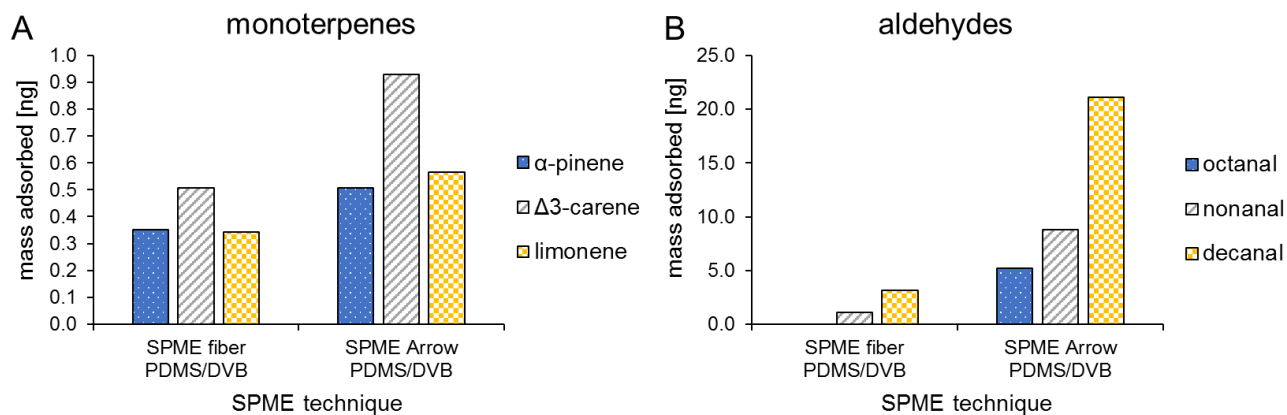 A
monoterpenes
mass adsorbed [ng]
1.0
0.9
0.8
0.7
0.6
0.5
0.4
0.3
0.2
0.1
0.0
SPME fiber
PDMS/DVB
SPME Arrow
PDMS/DVB
SPME technique
α-pinene
Δ3-carene
limonene
B
aldehydes
mass adsorbed [ng]
25.0
20.0
15.0
10.0
5.0
0.0
SPME fiber
PDMS/DVB
SPME Arrow
PDMS/DVB
SPME technique
octanal
nonanal
decanal